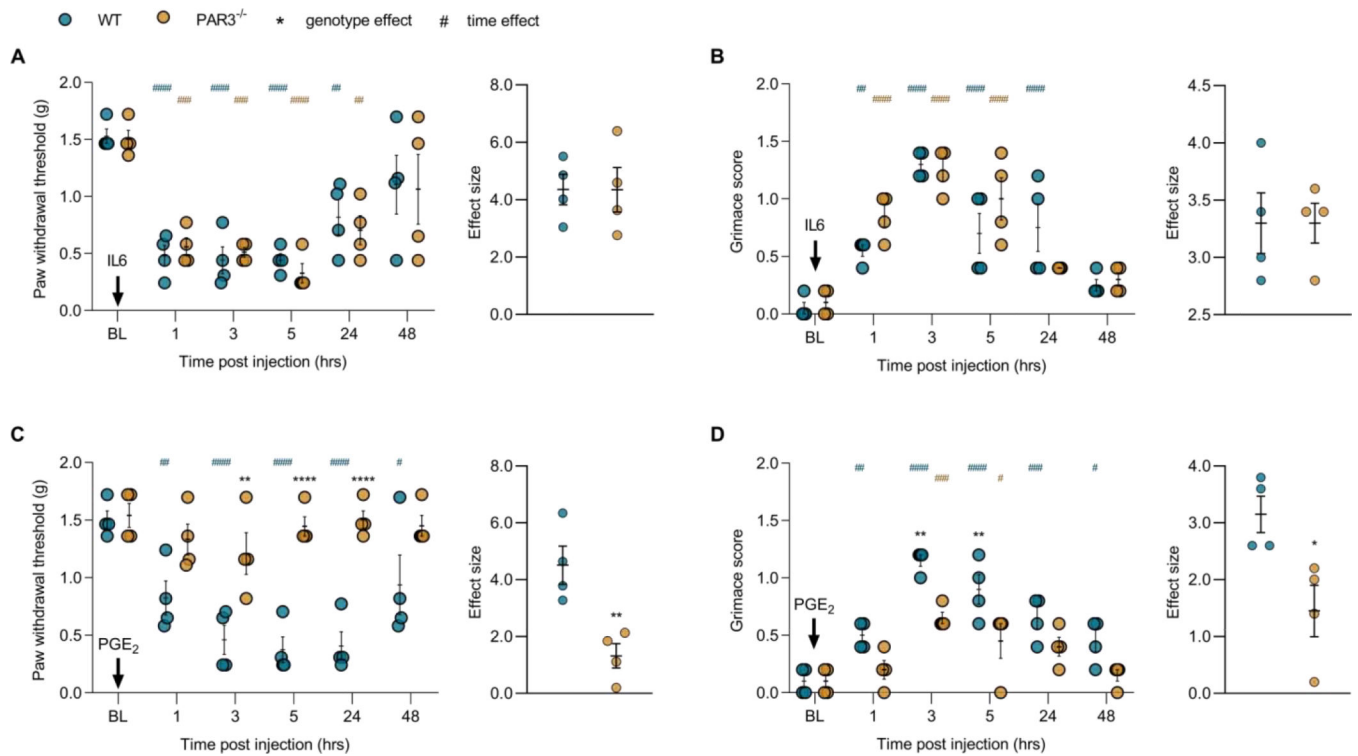 WT PAR3-/- * genotype effect # time effect
A
Paw withdrawal threshold (g)
2.0
1.5
1.0
0.5
0.0
#### #### #### ##
### ### #### ##
IL6
BL 1 3 5 24 48
Time post injection (hrs)
Effect size
8.0
6.0
4.0
2.0
0.0
B
Grimace score
2.0
1.5
1.0
0.5
0.0
IL6
BL 1 3 5 24 48
Time post injection (hrs)
Effect size
4.5
4.0
3.5
3.0
2.5
C
Paw withdrawal threshold (g)
2.0
1.5
1.0
0.5
0.0
** **** ****
PGE2
BL 1 3 5 24 48
Time post injection (hrs)
Effect size
8.0
6.0
4.0
2.0
0.0
**
D
Grimace score
2.0
1.5
1.0
0.5
0.0
** **
PGE2
BL 1 3 5 24 48
Time post injection (hrs)
Effect size
4.0
3.0
2.0
1.0
0.0
*